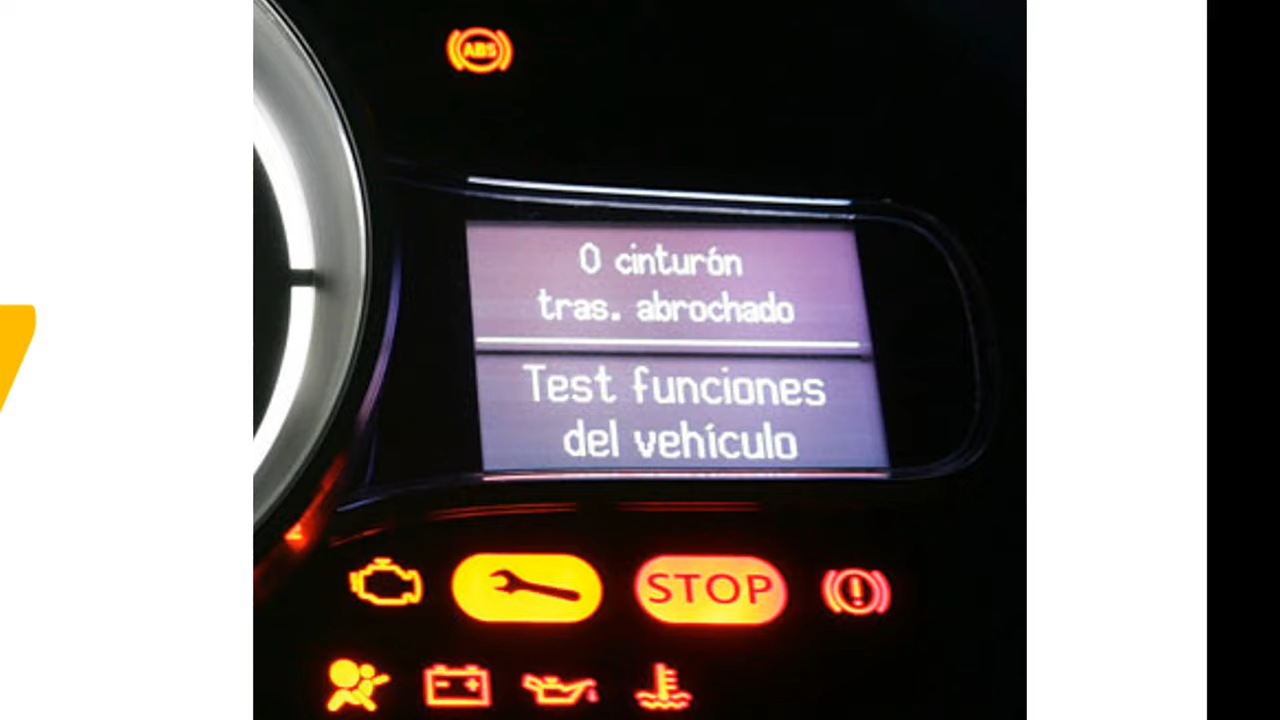 ABS
0 cinturón
tras. abrochado
Test funciones
del vehículo
STOP